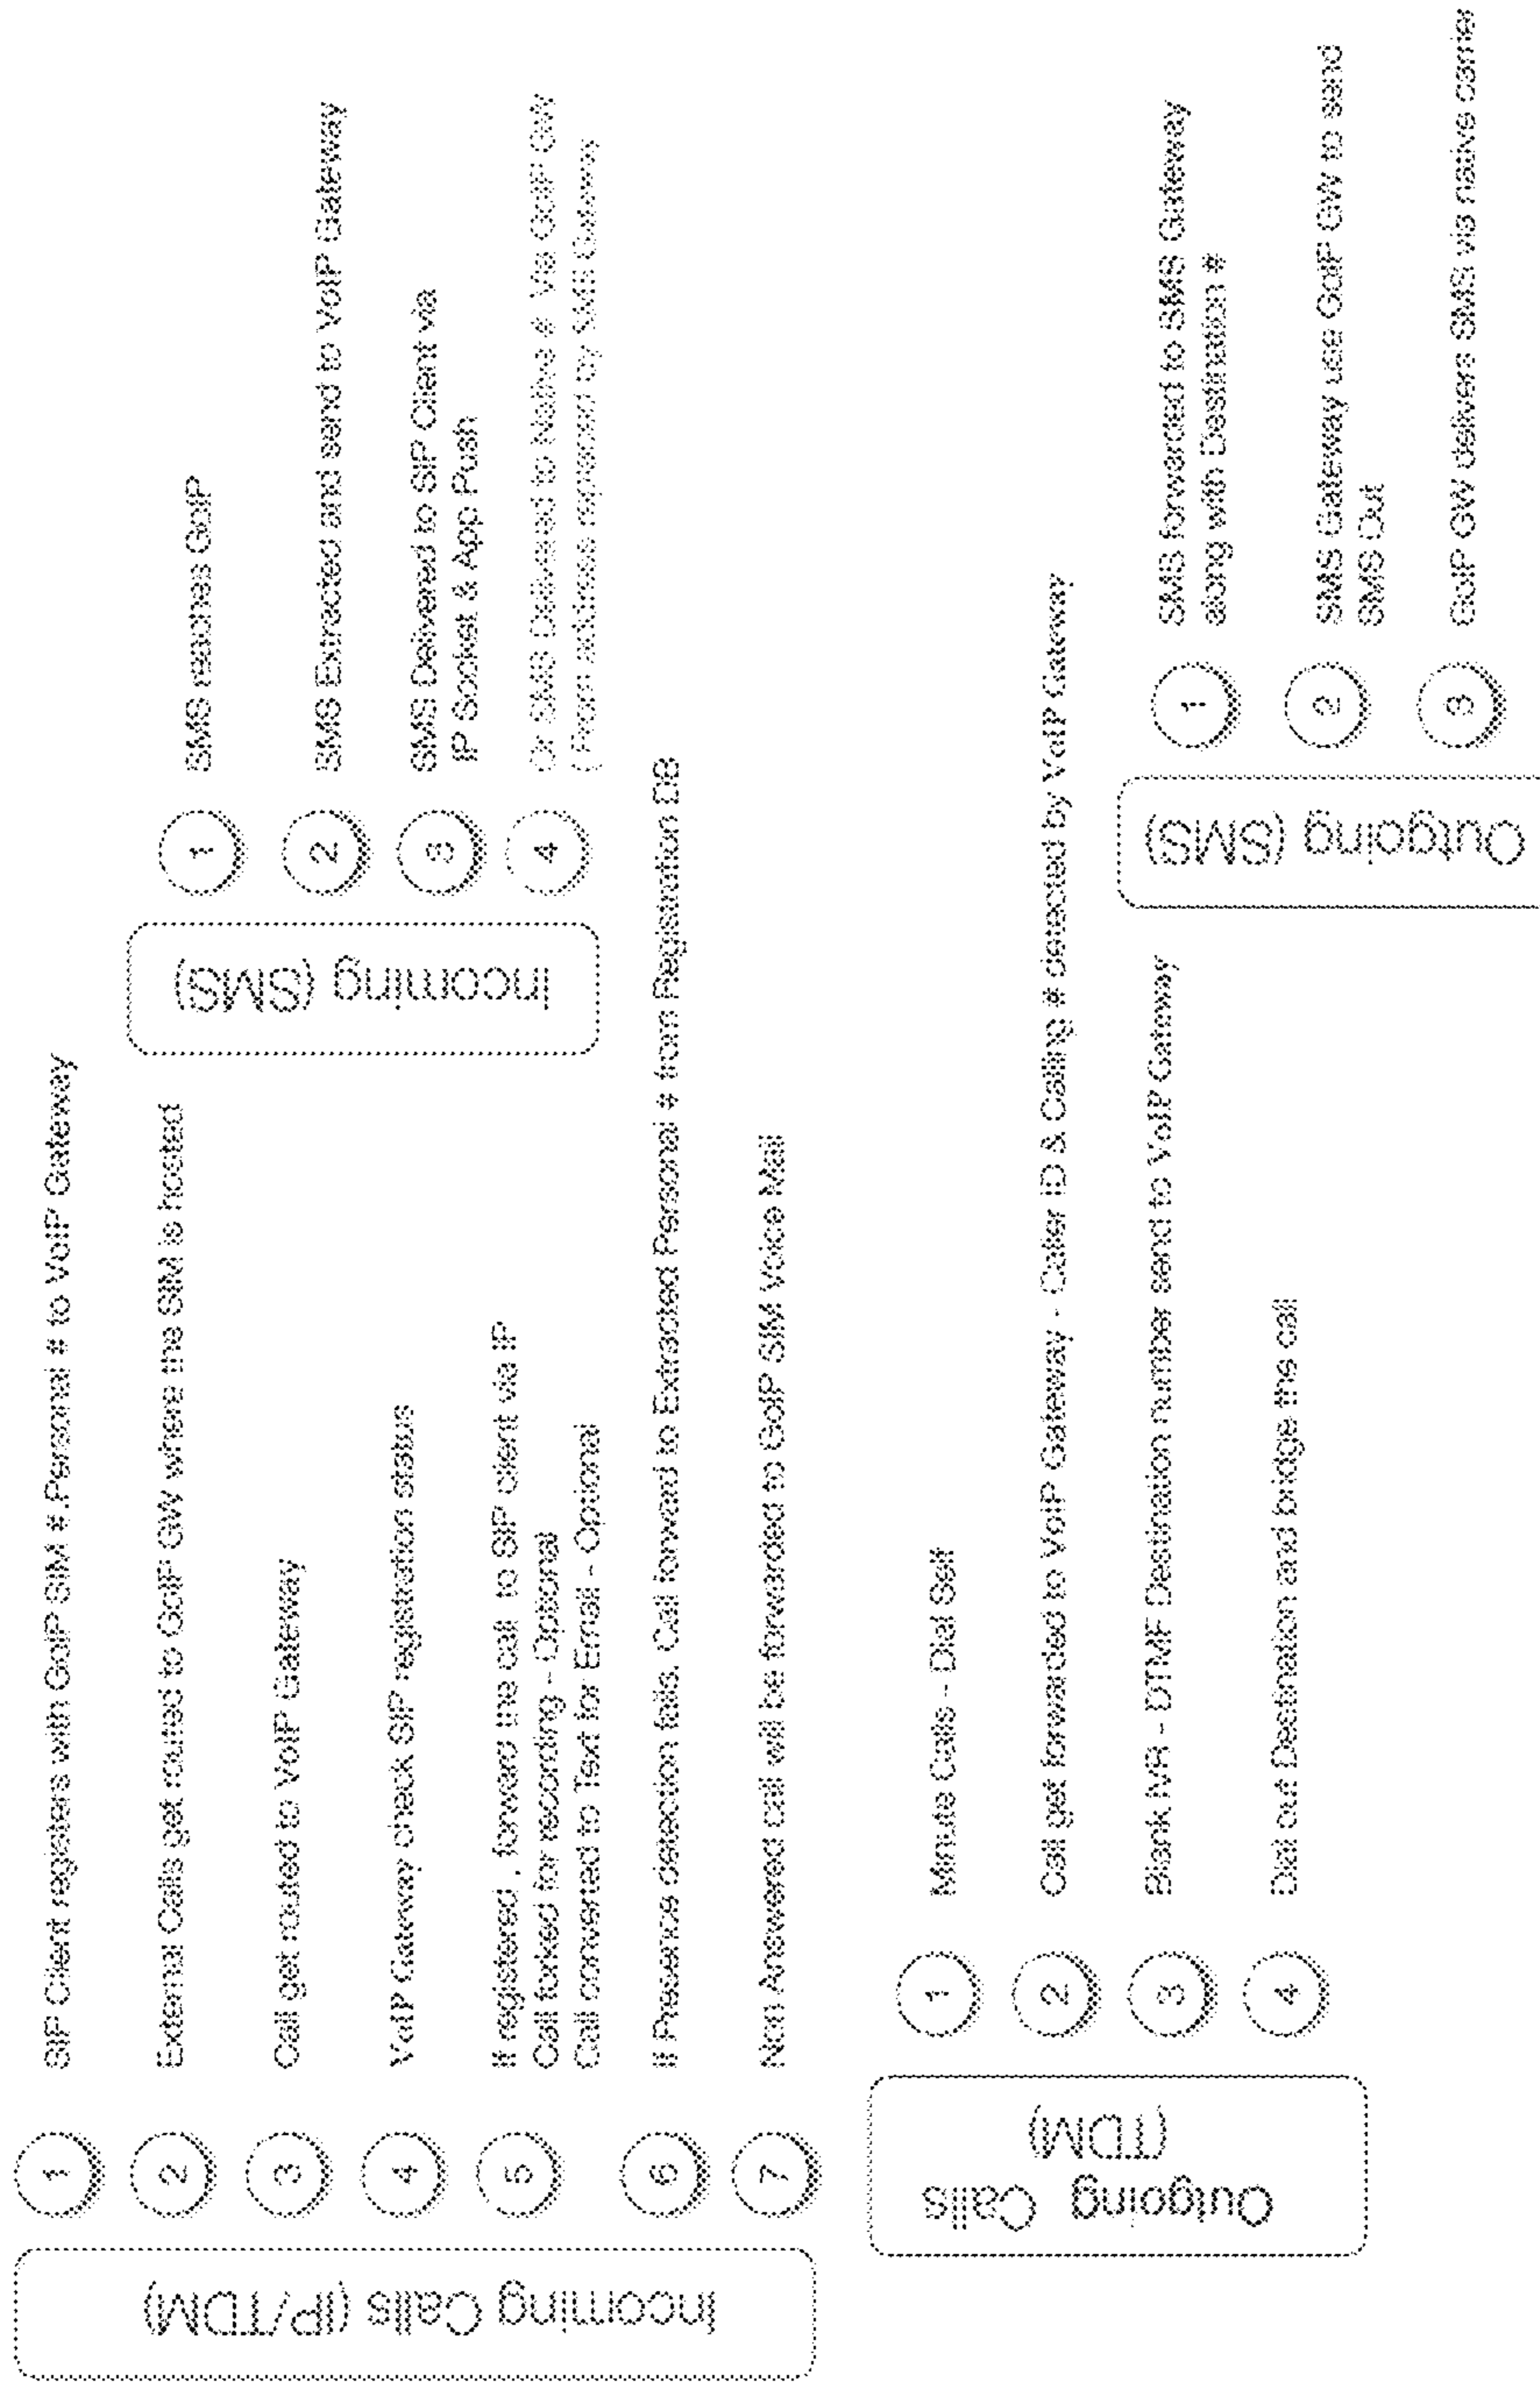 Incoming Calls (IP/TDM)
1 SIP Client registers with GoIP SIM #.Personal # to VoIP Gateway
2 External Calls get routed to GoIP GW where the SIM is hosted
3 Call get routed to VoIP Gateway
4 VoIP Gateway check SIP registration status
5 If registered , forward the call to SIP client via IP
Call forked for recording - Optional
Call converted to Text for Email - Optional
6 If Presence detection fails, Call forward to Extracted Personal # from Registration DB
7 Non Answered call will be forwarded to GoIP SIM Voice Mail
Incoming (SMS)
1 SMS reaches GoIP
2 SMS Extracted and send to VoIP Gateway
3 SMS Delivered to SIP Client via
IP Socket & App Push
4 Or SMS Delivered to Native # Via GoIP GW
( From address replaced by SMS Gateway
Outgoing Calls
(TDM)
1 Minute Calls - Dial Self
2 Call get forwarded to VoIP Gateway - Caller ID & Calling # detected by VoIP Gateway
3 Blank IVR - DTMF Destination number send to VoIP Gateway
4 Dial out Destination and bridge the call
Outgoing (SMS)
1 SMS forwarded to SMS Gateway
along with Destination #
2 SMS Gateway use GoIP GW to send
SMS Out
3 GoIP GW delivers SMS via native carrier